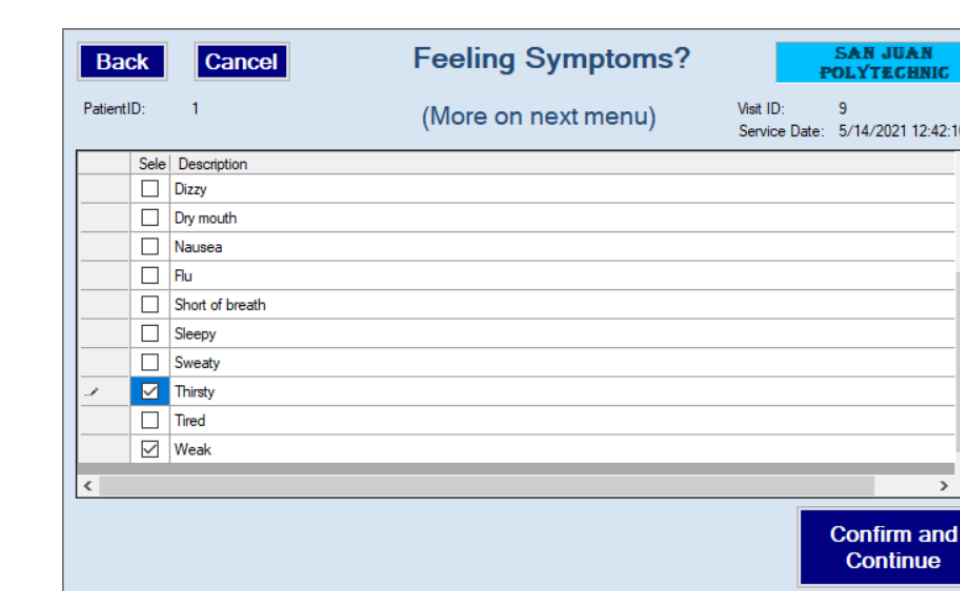 Back
Cancel
Feeling Symptoms?
SAN JUAN
POLYTECHNIC
PatientID: 1
(More on next menu)
Visit ID: 9
Service Date: 5/14/2021 12:42:1
Sele Description
Dizzy
Dry mouth
Nausea
Flu
Short of breath
Sleepy
Sweaty
Thirsty
Tired
Weak
Confirm and
Continue